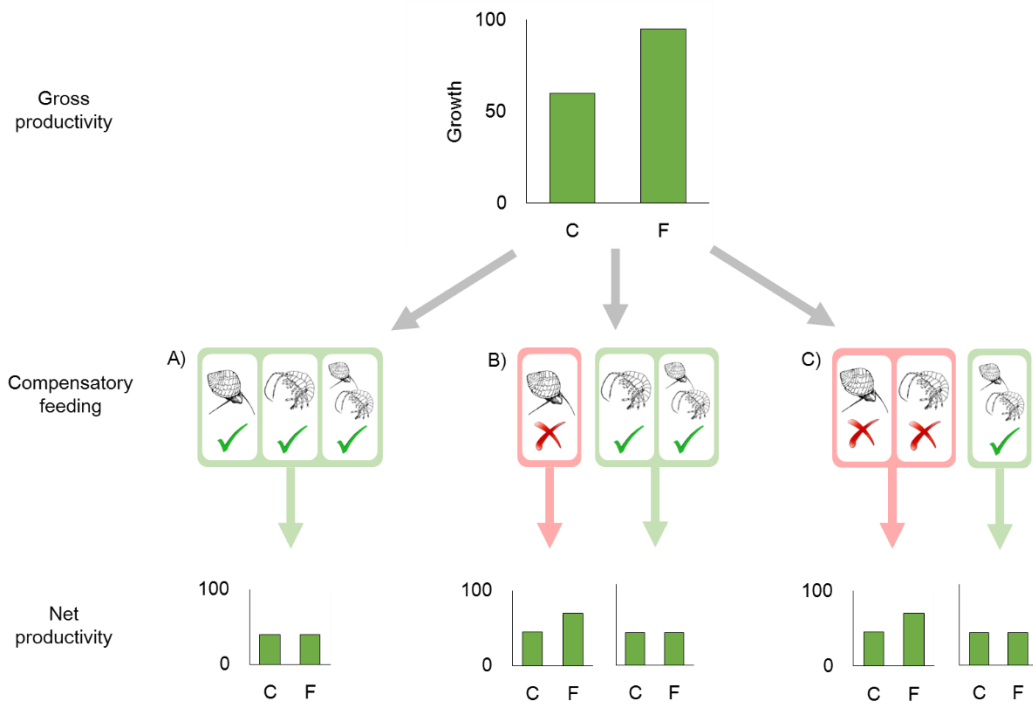 100
Gross
productivity
Growth
50
0
C F
A) B) C)
Compensatory
feeding
100 100 100
Net
productivity
0 0 0
C F C F C F C F C F